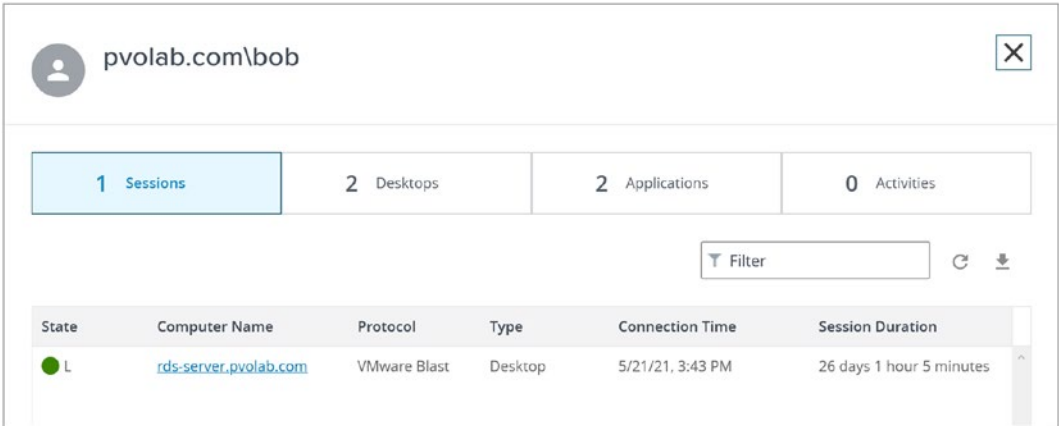 pvolab.com\bob
1 Sessions
2 Desktops
2 Applications
0 Activities
Filter
State Computer Name Protocol Type Connection Time Session Duration
L rds-server.pvolab.com VMware Blast Desktop 5/21/21, 3:43 PM 26 days 1 hour 5 minutes